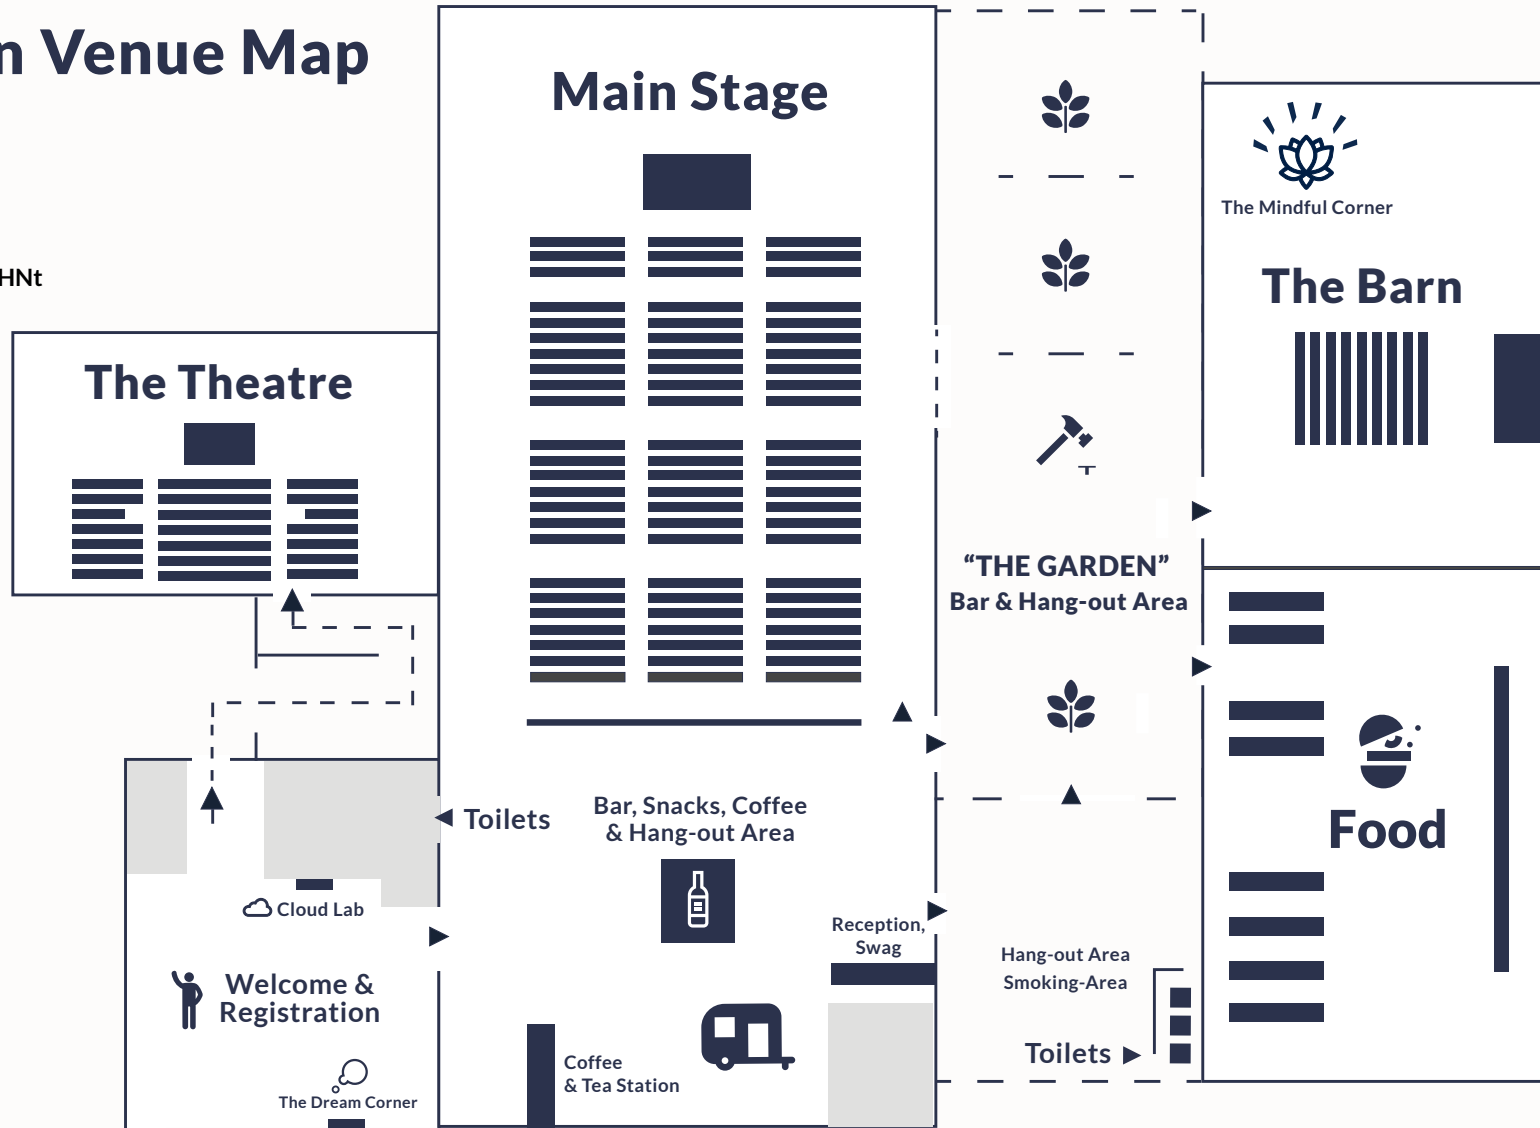 n Venue Map
Main Stage
The Mindful Corner
The Barn
HNt
The Theatre
“THE GARDEN”
Bar & Hang-out Area
Toilets
Bar, Snacks, Coffee
& Hang-out Area
Food
Cloud Lab
Reception,
Swag
Welcome &
Registration
Hang-out Area
Smoking-Area
Toilets
Coffee
& Tea Station
The Dream Corner